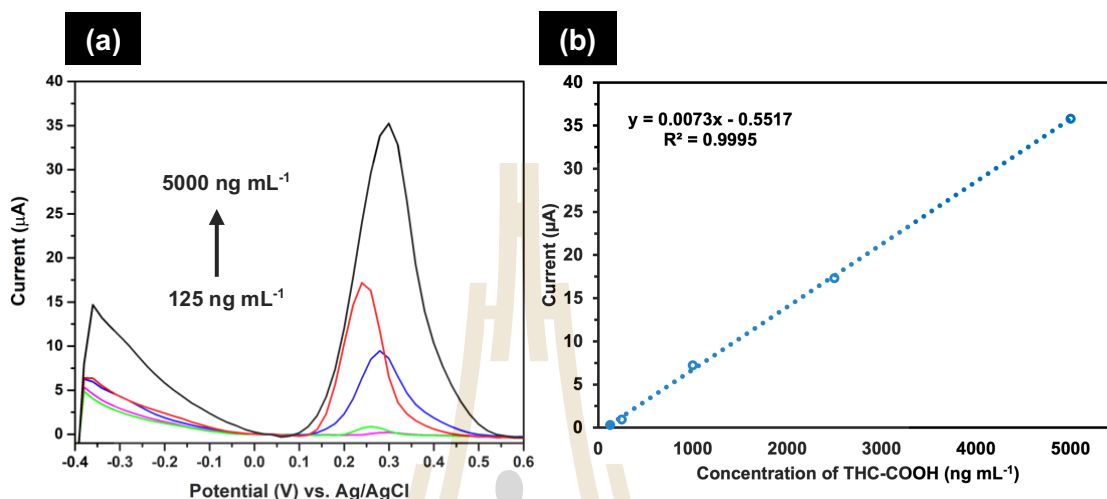 (a)
40
35
30
25
20
15
10
5
0
Current (µA)
5000 ng mL⁻¹
125 ng mL⁻¹
-0.4 -0.3 -0.2 -0.1 0.0 0.1 0.2 0.3 0.4 0.5 0.6
Potential (V) vs. Ag/AgCl
(b)
40
35
30
25
20
15
10
5
0
Current (µA)
y = 0.0073x - 0.5517
R² = 0.9995
0 1000 2000 3000 4000 5000
Concentration of THC-COOH (ng mL⁻¹)